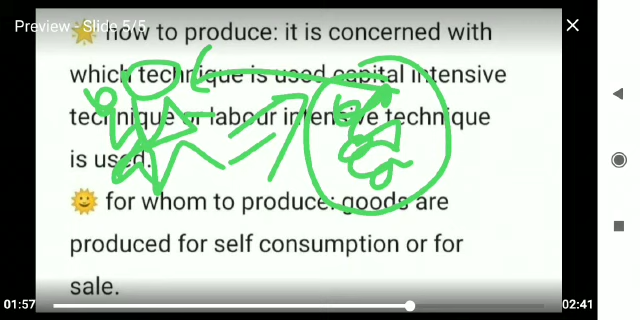 Preview - Slide 5/5
how to produce: it is concerned with
which technique is used capital intensive
technique or labour intensive technique
is used.
for whom to produce: goods are
produced for self consumption or for
sale.
01:57
02:41